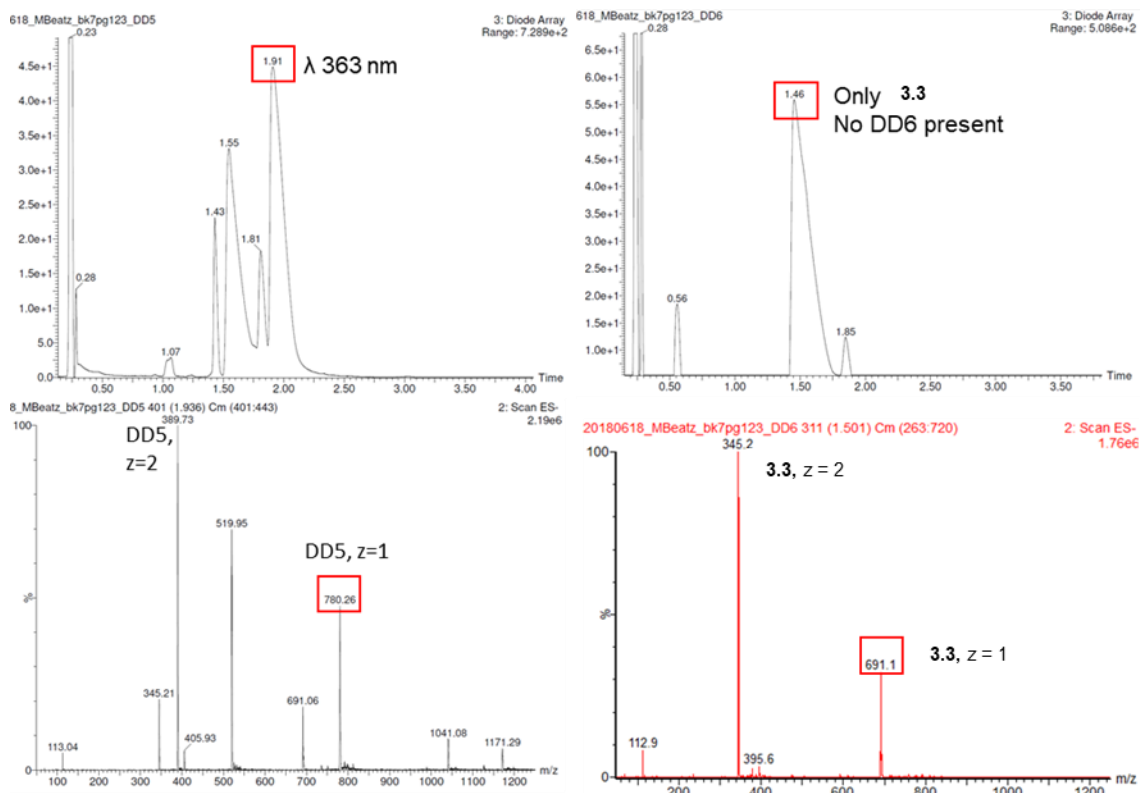 618_MBeatz_bk7pg123_DD5
3: Diode Array
Range: 7.289e+2
0.23
1.91
λ 363 nm
4.5e+1
4.0e+1
3.5e+1
1.55
3.0e+1
2.5e+1
1.43
2.0e+1
1.81
1.5e+1
0.28
1.0e+1
5.0
1.07
0.0
Time
0.50 1.00 1.50 2.00 2.50 3.00 3.50 4.00
618_MBeatz_bk7pg123_DD6
3: Diode Array
Range: 5.086e+2
0.28
6.5e+1
6.0e+1
1.46
Only 3.3
No DD6 present
5.5e+1
5.0e+1
4.5e+1
4.0e+1
3.5e+1
3.0e+1
2.5e+1
2.0e+1
0.56
1.5e+1
1.85
1.0e+1
Time
0.50 1.00 1.50 2.00 2.50 3.00 3.50
8_MBeatz_bk7pg123_DD5 401 (1.936) Cm (401:443)
2: Scan ES-
2.19e6
389.73
100
DD5,
z=2
519.95
DD5, z=1
780.26
%
345.21
691.06
405.93
113.04
1041.08
1171.29
0
m/z
100 200 300 400 500 600 700 800 900 1000 1100 1200
20180618_MBeatz_bk7pg123_DD6 311 (1.501) Cm (263:720)
2: Scan ES-
1.76e6
345.2
100
3.3, z = 2
%
3.3, z = 1
691.1
112.9
395.6
0
m/z
200 400 600 800 1000 1200